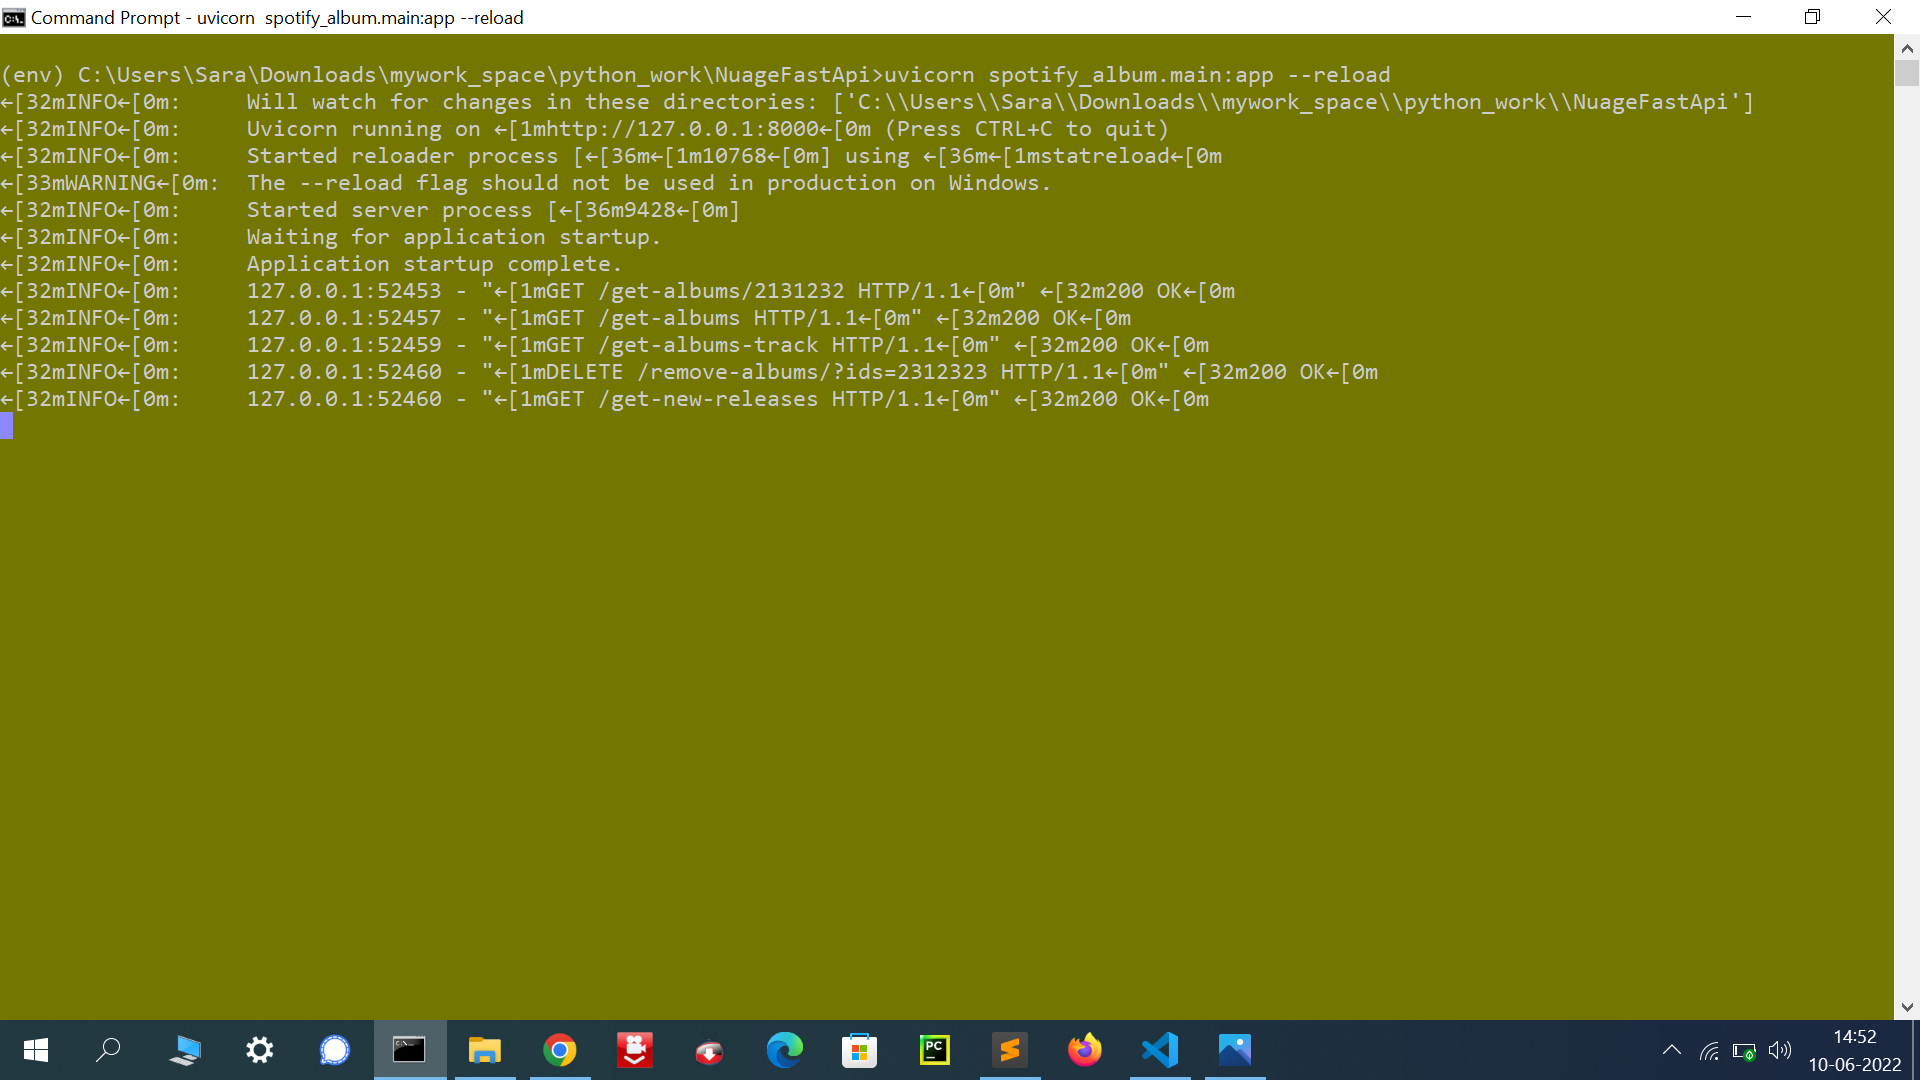 Command Prompt - uvicorn  spotify_album.main:app --reload
(env) C:\Users\Sara\Downloads\mywork_space\python_work\NuageFastApi>uvicorn spotify_album.main:app --reload
←[32mINFO←[0m:     Will watch for changes in these directories: ['C:\\Users\\Sara\\Downloads\\mywork_space\\python_work\\NuageFastApi']
←[32mINFO←[0m:     Uvicorn running on ←[1mhttp://127.0.0.1:8000←[0m (Press CTRL+C to quit)
←[32mINFO←[0m:     Started reloader process [←[36m←[1m10768←[0m] using ←[36m←[1mstatreload←[0m
←[33mWARNING←[0m:  The --reload flag should not be used in production on Windows.
←[32mINFO←[0m:     Started server process [←[36m9428←[0m]
←[32mINFO←[0m:     Waiting for application startup.
←[32mINFO←[0m:     Application startup complete.
←[32mINFO←[0m:     127.0.0.1:52453 - "←[1mGET /get-albums/2131232 HTTP/1.1←[0m" ←[32m200 OK←[0m
←[32mINFO←[0m:     127.0.0.1:52457 - "←[1mGET /get-albums HTTP/1.1←[0m" ←[32m200 OK←[0m
←[32mINFO←[0m:     127.0.0.1:52459 - "←[1mGET /get-albums-track HTTP/1.1←[0m" ←[32m200 OK←[0m
←[32mINFO←[0m:     127.0.0.1:52460 - "←[1mDELETE /remove-albums/?ids=2312323 HTTP/1.1←[0m" ←[32m200 OK←[0m
←[32mINFO←[0m:     127.0.0.1:52460 - "←[1mGET /get-new-releases HTTP/1.1←[0m" ←[32m200 OK←[0m
PC
14:52
10-06-2022